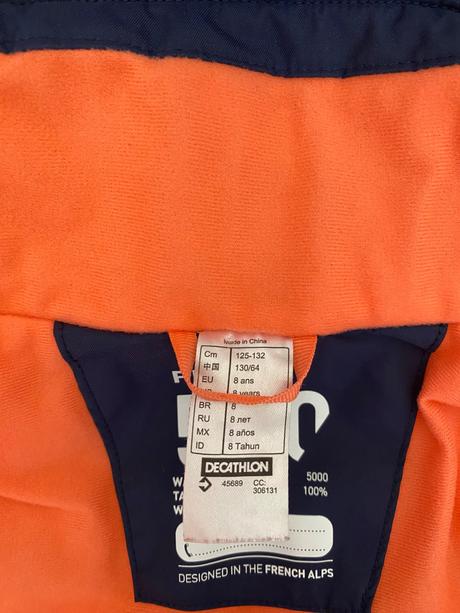 Made in China
Cm 125-132
中国 130/64
EU 8 ans
8 years
BR 8
RU 8 лет
MX 8 años
ID 8 Tahun
DECATHLON
45689 CC:
306131
5000
100%
DESIGNED IN THE FRENCH ALPS